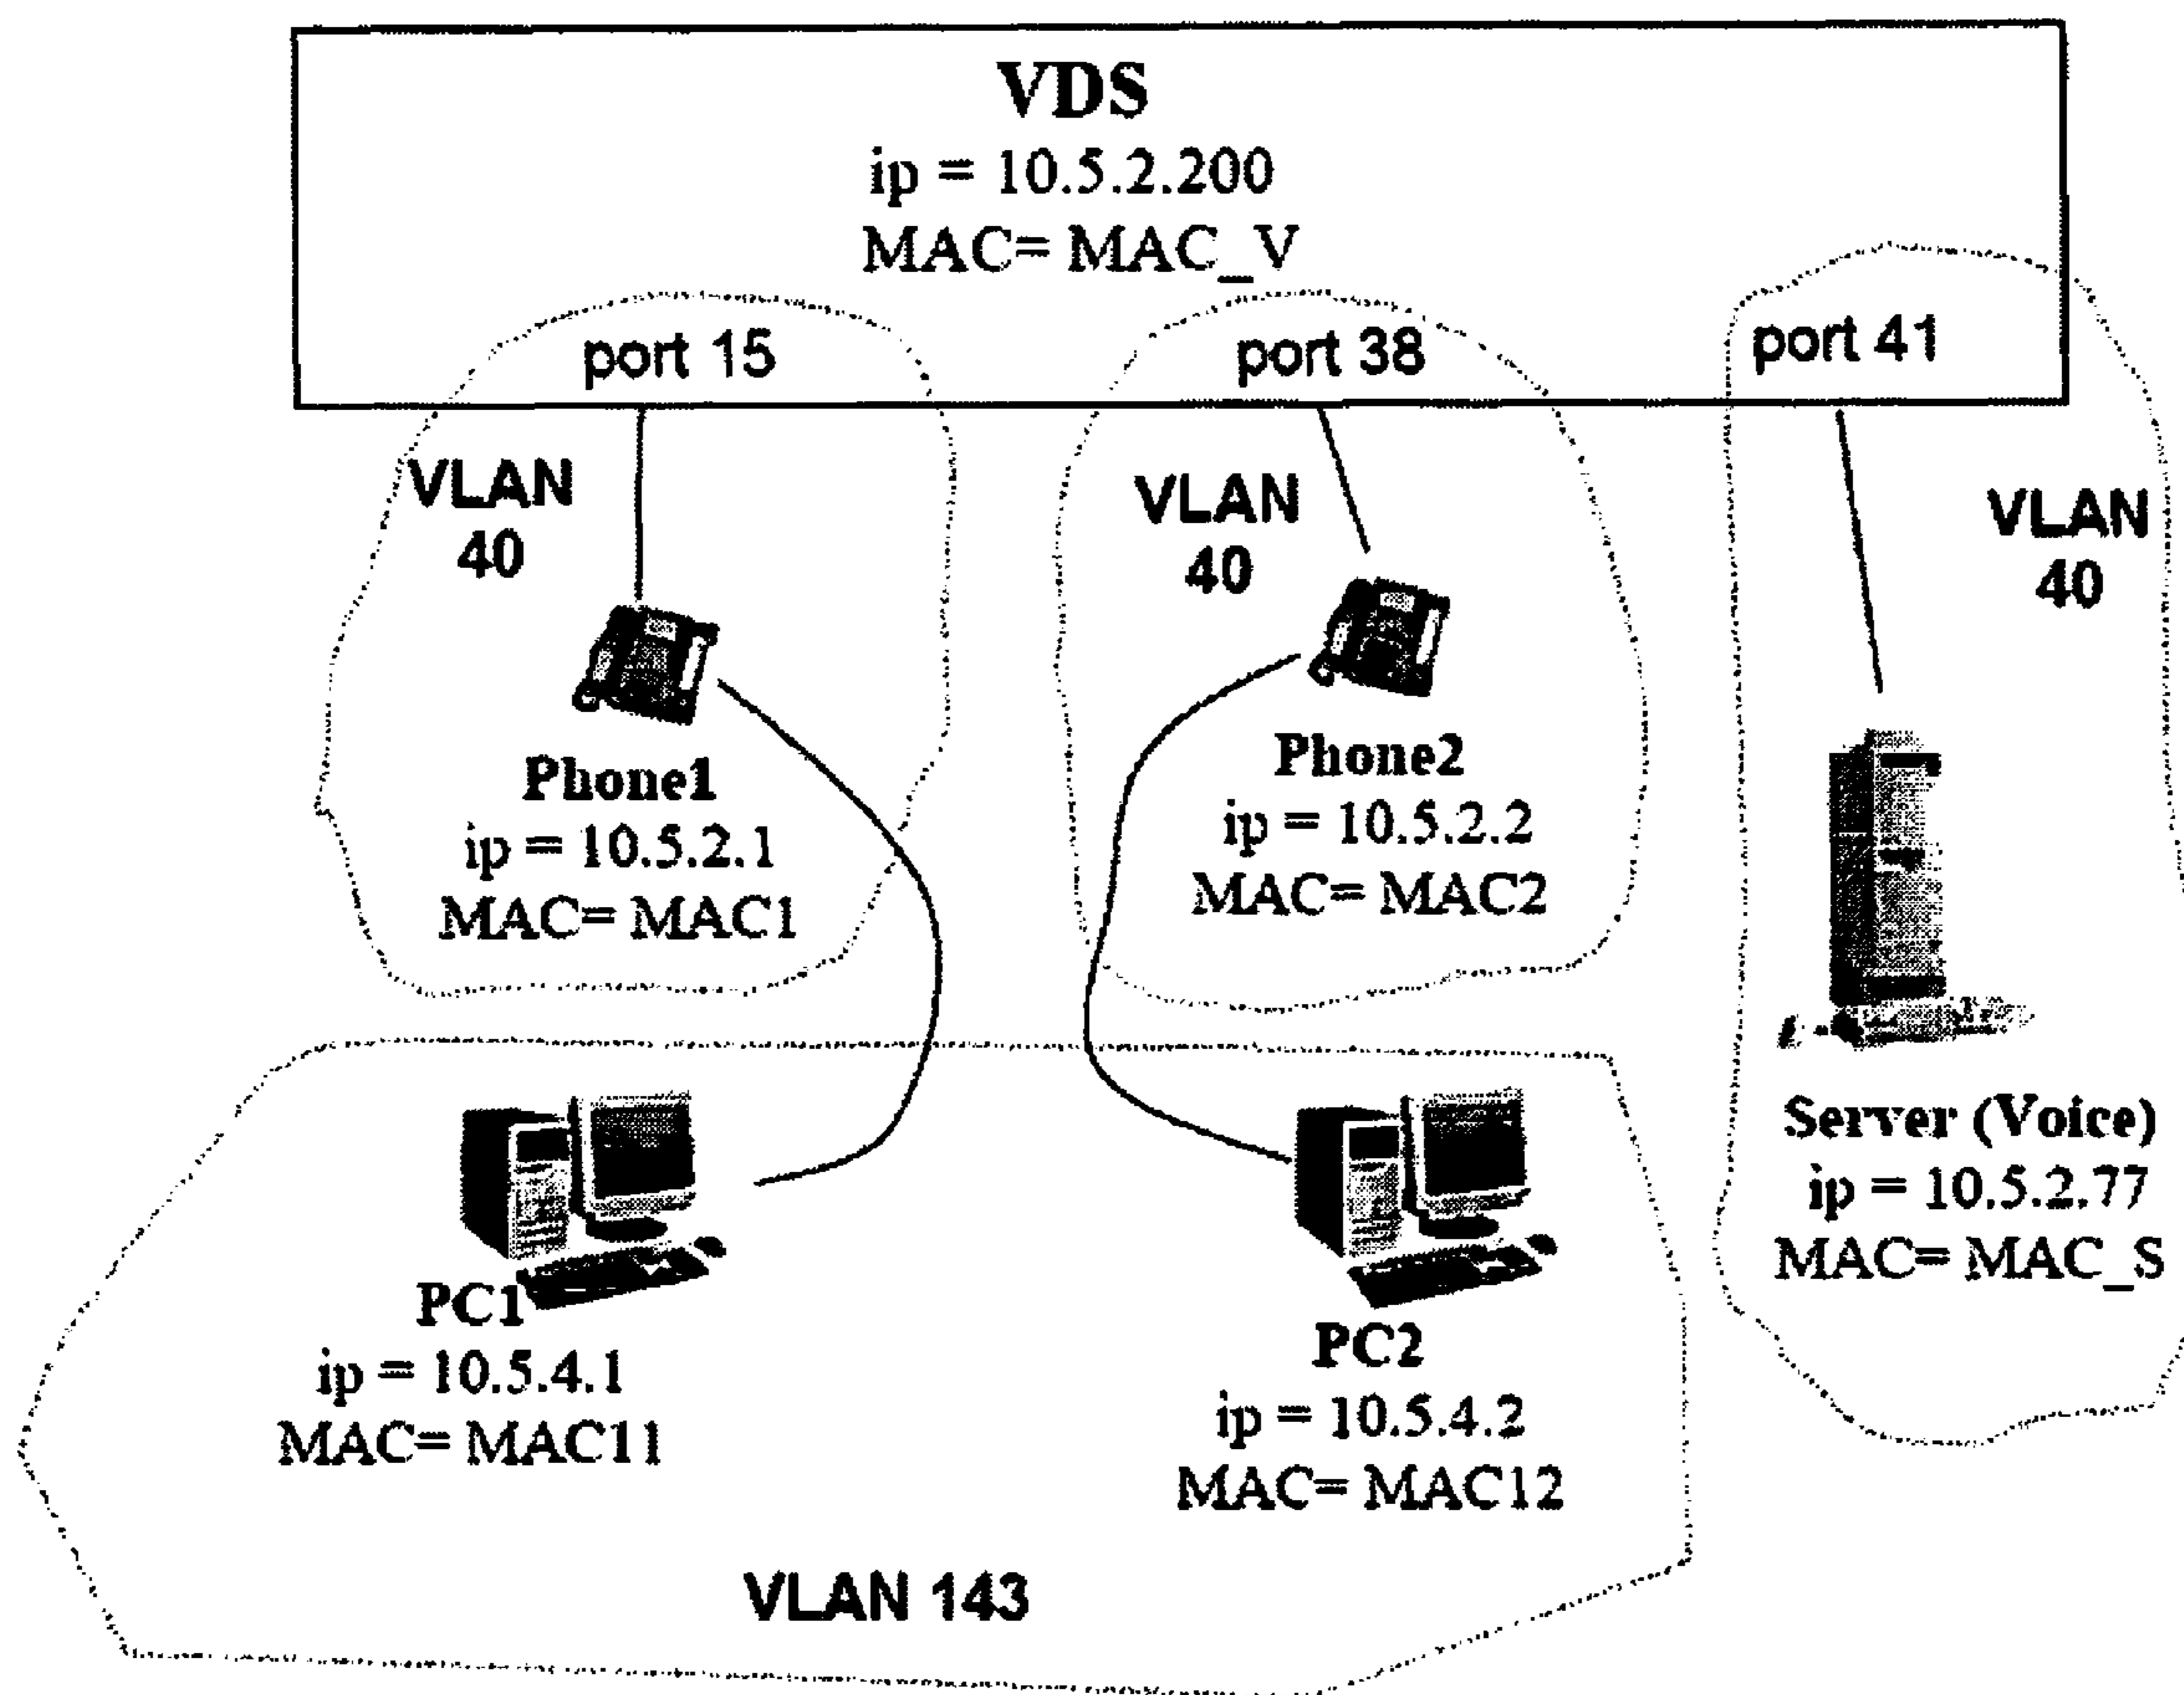 VDS
ip = 10.5.2.200
MAC= MAC_V
port 15
port 38
port 41
VLAN
40
VLAN
40
VLAN
40
Phone1
ip = 10.5.2.1
MAC= MAC1
Phone2
ip = 10.5.2.2
MAC= MAC2
Server (Voice)
ip = 10.5.2.77
MAC= MAC_S
PC1
ip = 10.5.4.1
MAC= MAC11
PC2
ip = 10.5.4.2
MAC= MAC12
VLAN 143